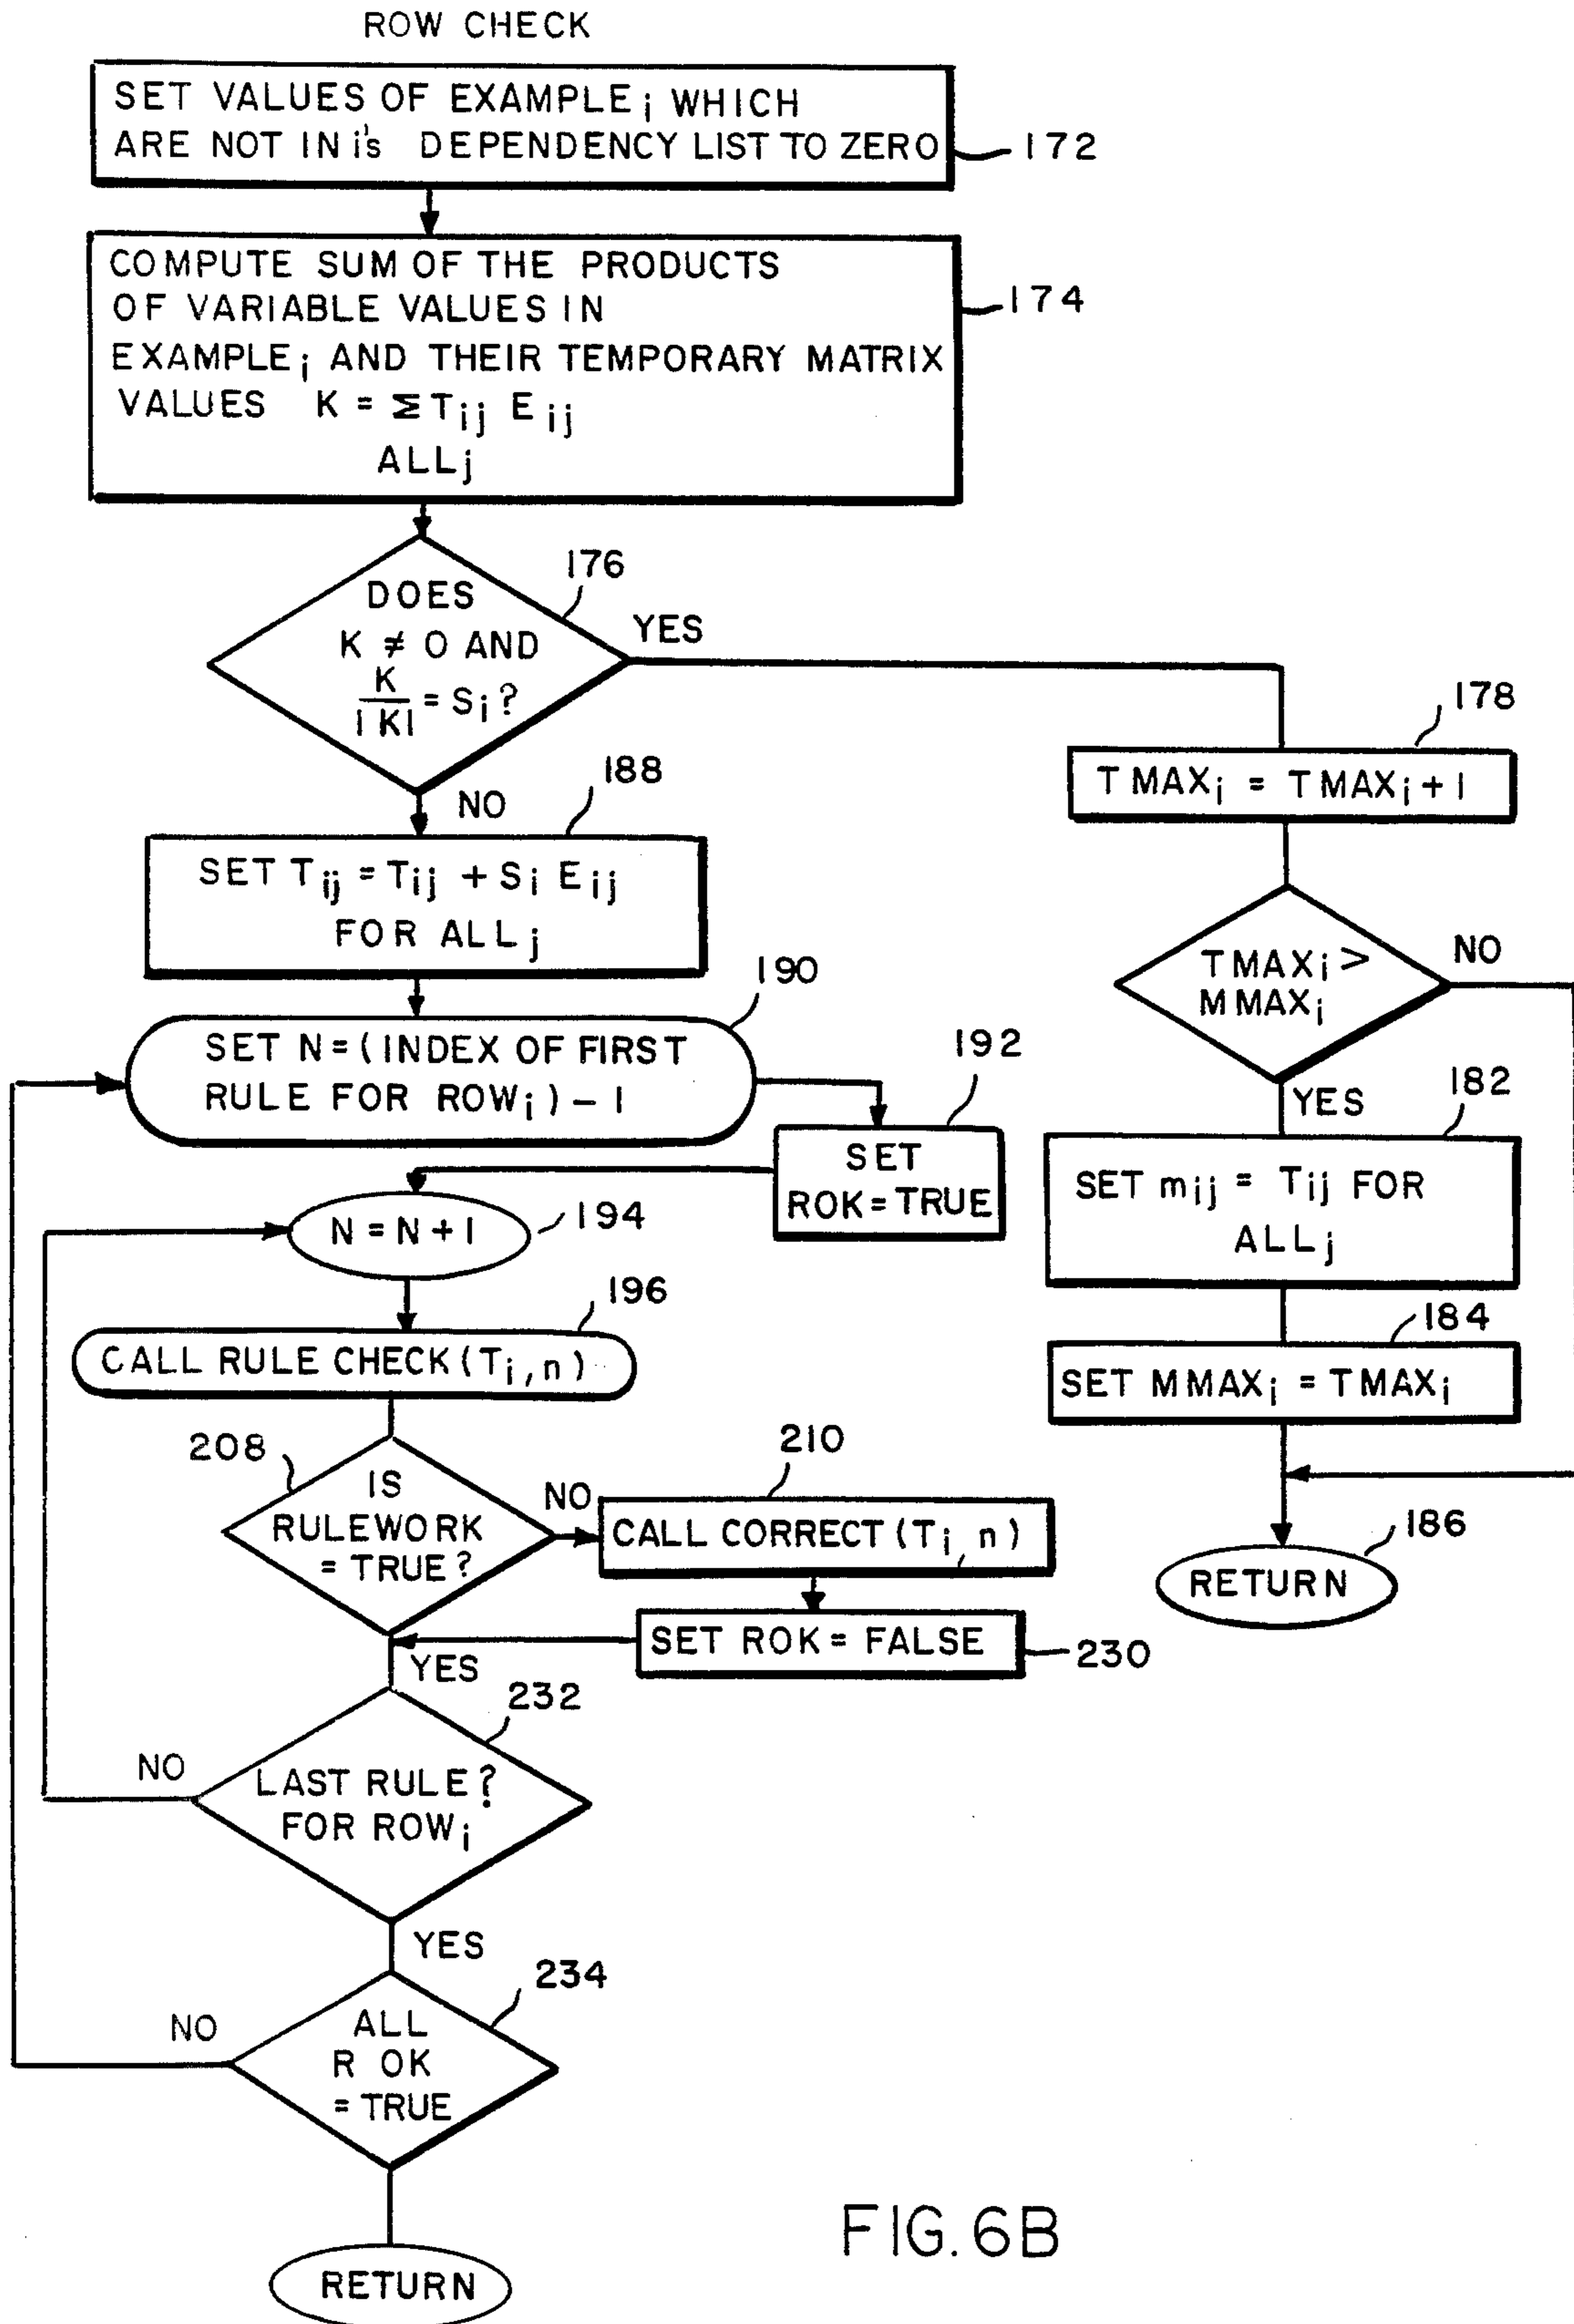 ROW CHECK
SET VALUES OF EXAMPLEi WHICH
ARE NOT IN i's DEPENDENCY LIST TO ZERO
172
COMPUTE SUM OF THE PRODUCTS
OF VARIABLE VALUES IN
EXAMPLEi AND THEIR TEMPORARY MATRIX
VALUES K = Σ Tij Eij
ALLj
174
DOES
K ≠ 0 AND
K
|K| = Si?
176
YES
NO
178
TMAXi = TMAXi + 1
188
SET Tij = Tij + Si Eij
FOR ALLj
TMAXi >
MMAXi
NO
YES
190
SET N = (INDEX OF FIRST
RULE FOR ROWi) - 1
192
SET
ROK = TRUE
182
SET mij = Tij FOR
ALLj
N = N + 1
194
196
CALL RULE CHECK (Ti, n)
184
SET MMAXi = TMAXi
208
IS
RULEWORK
= TRUE?
NO
YES
210
CALL CORRECT (Ti, n)
186
RETURN
SET ROK = FALSE
230
232
LAST RULE?
FOR ROWi
NO
YES
234
ALL
R OK
= TRUE
NO
RETURN
FIG. 6B